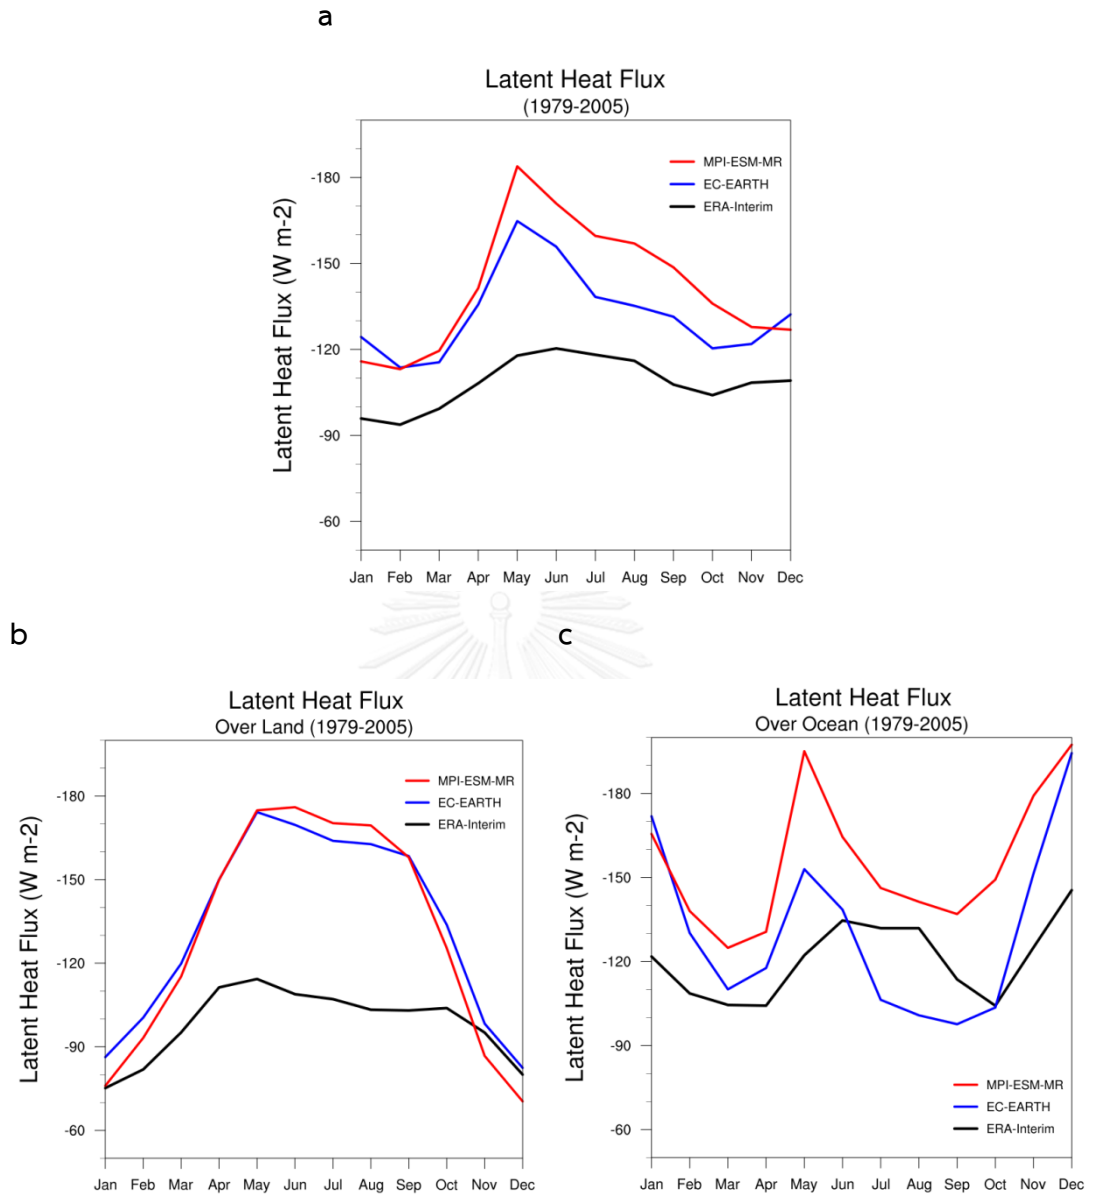 a
Latent Heat Flux
(1979-2005)
Latent Heat Flux (W m-2)
-180
-150
-120
-90
-60
MPI-ESM-MR
EC-EARTH
ERA-Interim
Jan Feb Mar Apr May Jun Jul Aug Sep Oct Nov Dec
b
Latent Heat Flux
Over Land (1979-2005)
Latent Heat Flux (W m-2)
-180
-150
-120
-90
-60
MPI-ESM-MR
EC-EARTH
ERA-Interim
Jan Feb Mar Apr May Jun Jul Aug Sep Oct Nov Dec
c
Latent Heat Flux
Over Ocean (1979-2005)
Latent Heat Flux (W m-2)
-180
-150
-120
-90
-60
MPI-ESM-MR
EC-EARTH
ERA-Interim
Jan Feb Mar Apr May Jun Jul Aug Sep Oct Nov Dec